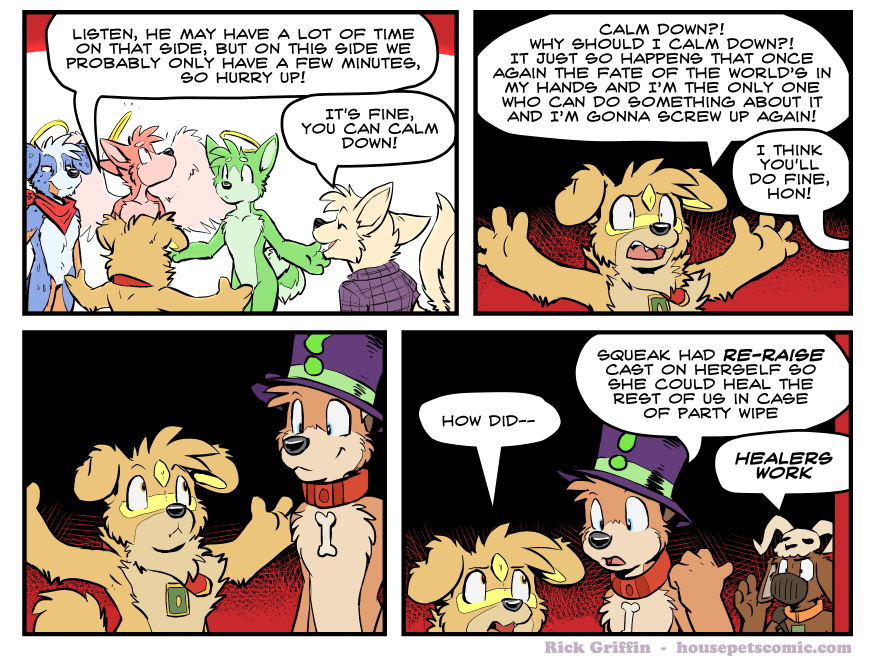 LISTEN, HE MAY HAVE A LOT OF TIME
ON THAT SIDE, BUT ON THIS SIDE WE
PROBABLY ONLY HAVE A FEW MINUTES,
SO HURRY UP!
IT'S FINE,
YOU CAN CALM
DOWN!
CALM DOWN?!
WHY SHOULD I CALM DOWN?!
IT JUST SO HAPPENS THAT ONCE
AGAIN THE FATE OF THE WORLD'S IN
MY HANDS AND I'M THE ONLY ONE
WHO CAN DO SOMETHING ABOUT IT
AND I'M GONNA SCREW UP AGAIN!
I THINK
YOU'LL
DO FINE,
HON!
HOW DID--
SQUEAK HAD RE-RAISE
CAST ON HERSELF SO
SHE COULD HEAL THE
REST OF US IN CASE
OF PARTY WIPE
HEALERS
WORK
Rick Griffin - housepetscomic.com